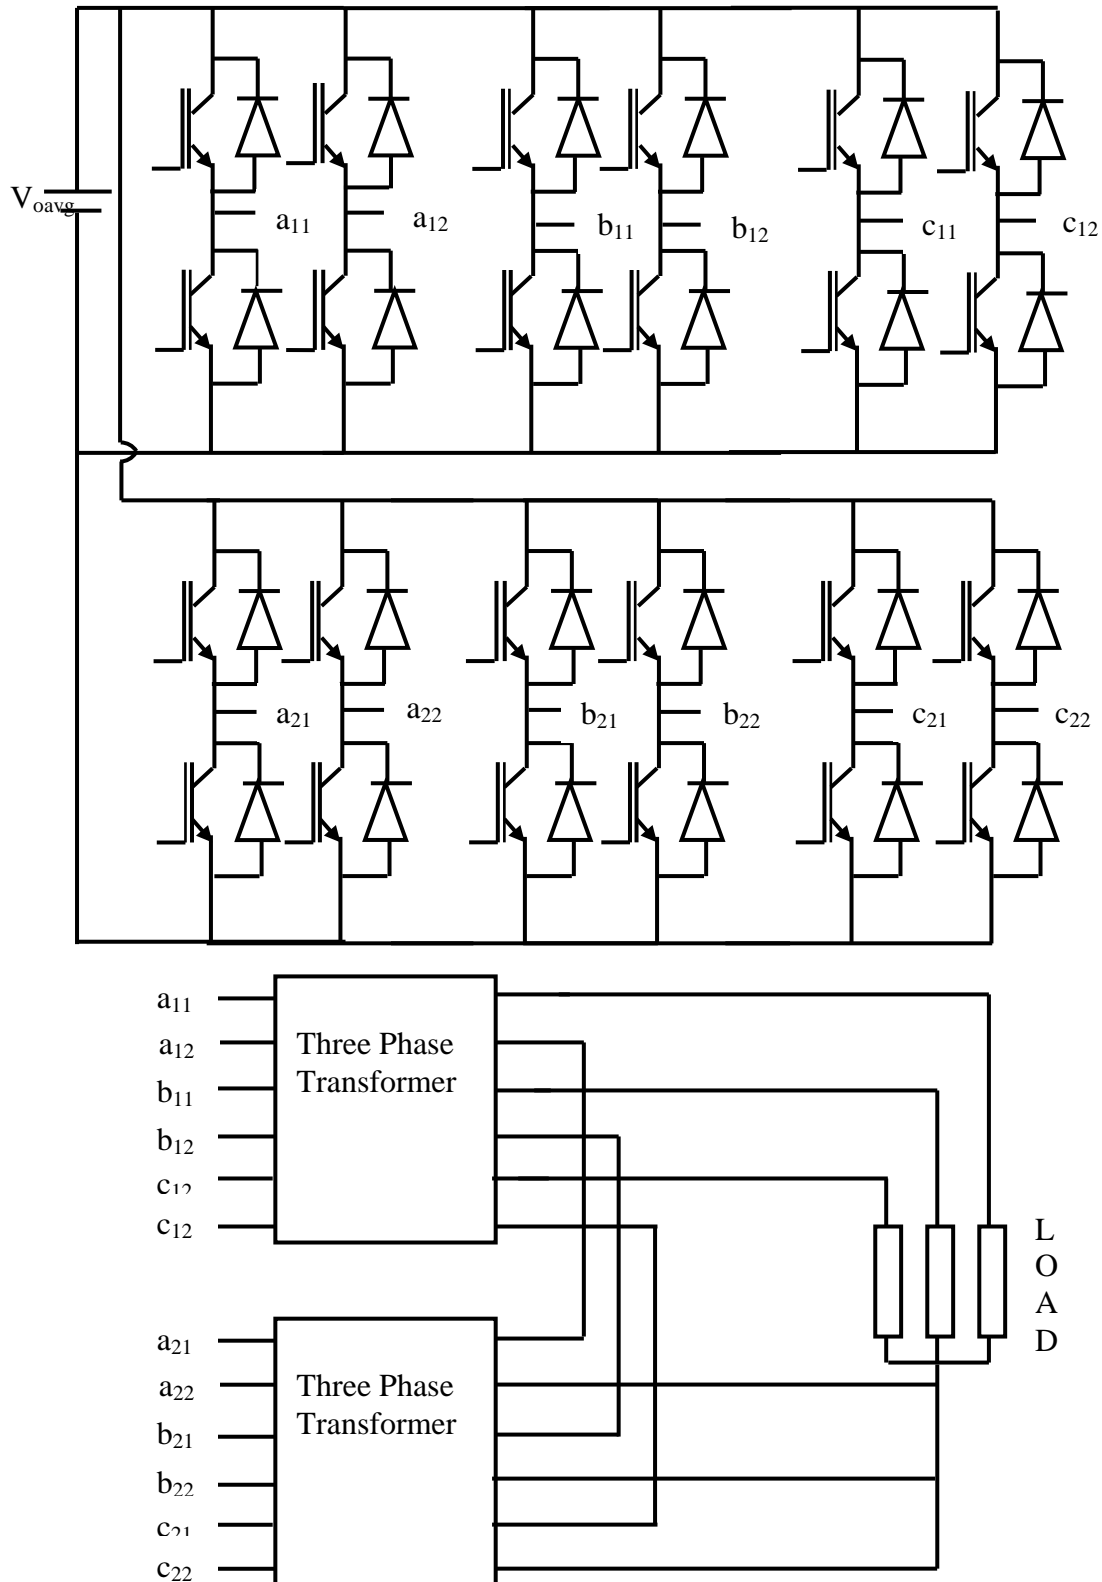 Voavg
a11 a12 b11 b12 c11 c12
a21 a22 b21 b22 c21 c22
a11
a12
b11
b12
c12
c12
Three Phase
Transformer
L
O
A
D
a21
a22
b21
b22
c21
c22
Three Phase
Transformer